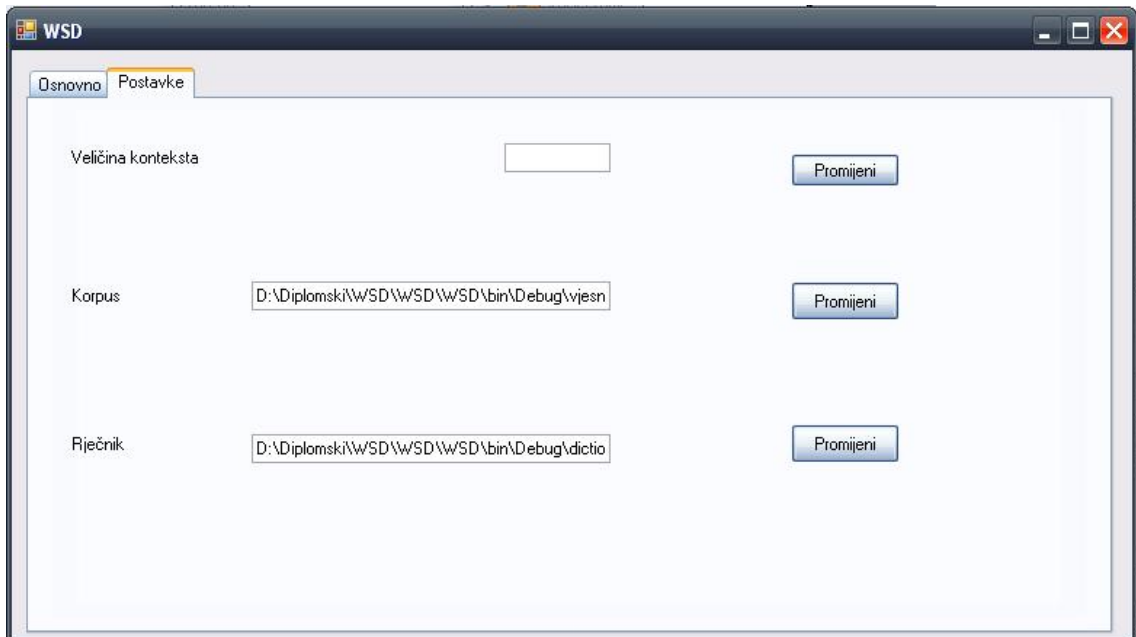 WSD
Osnovno Postavke
Veličina konteksta Promijeni
Korpus D:\Diplomski\WSD\WSD\WSD\bin\Debug\vjesn Promijeni
Rječnik D:\Diplomski\WSD\WSD\WSD\bin\Debug\dictio Promijeni